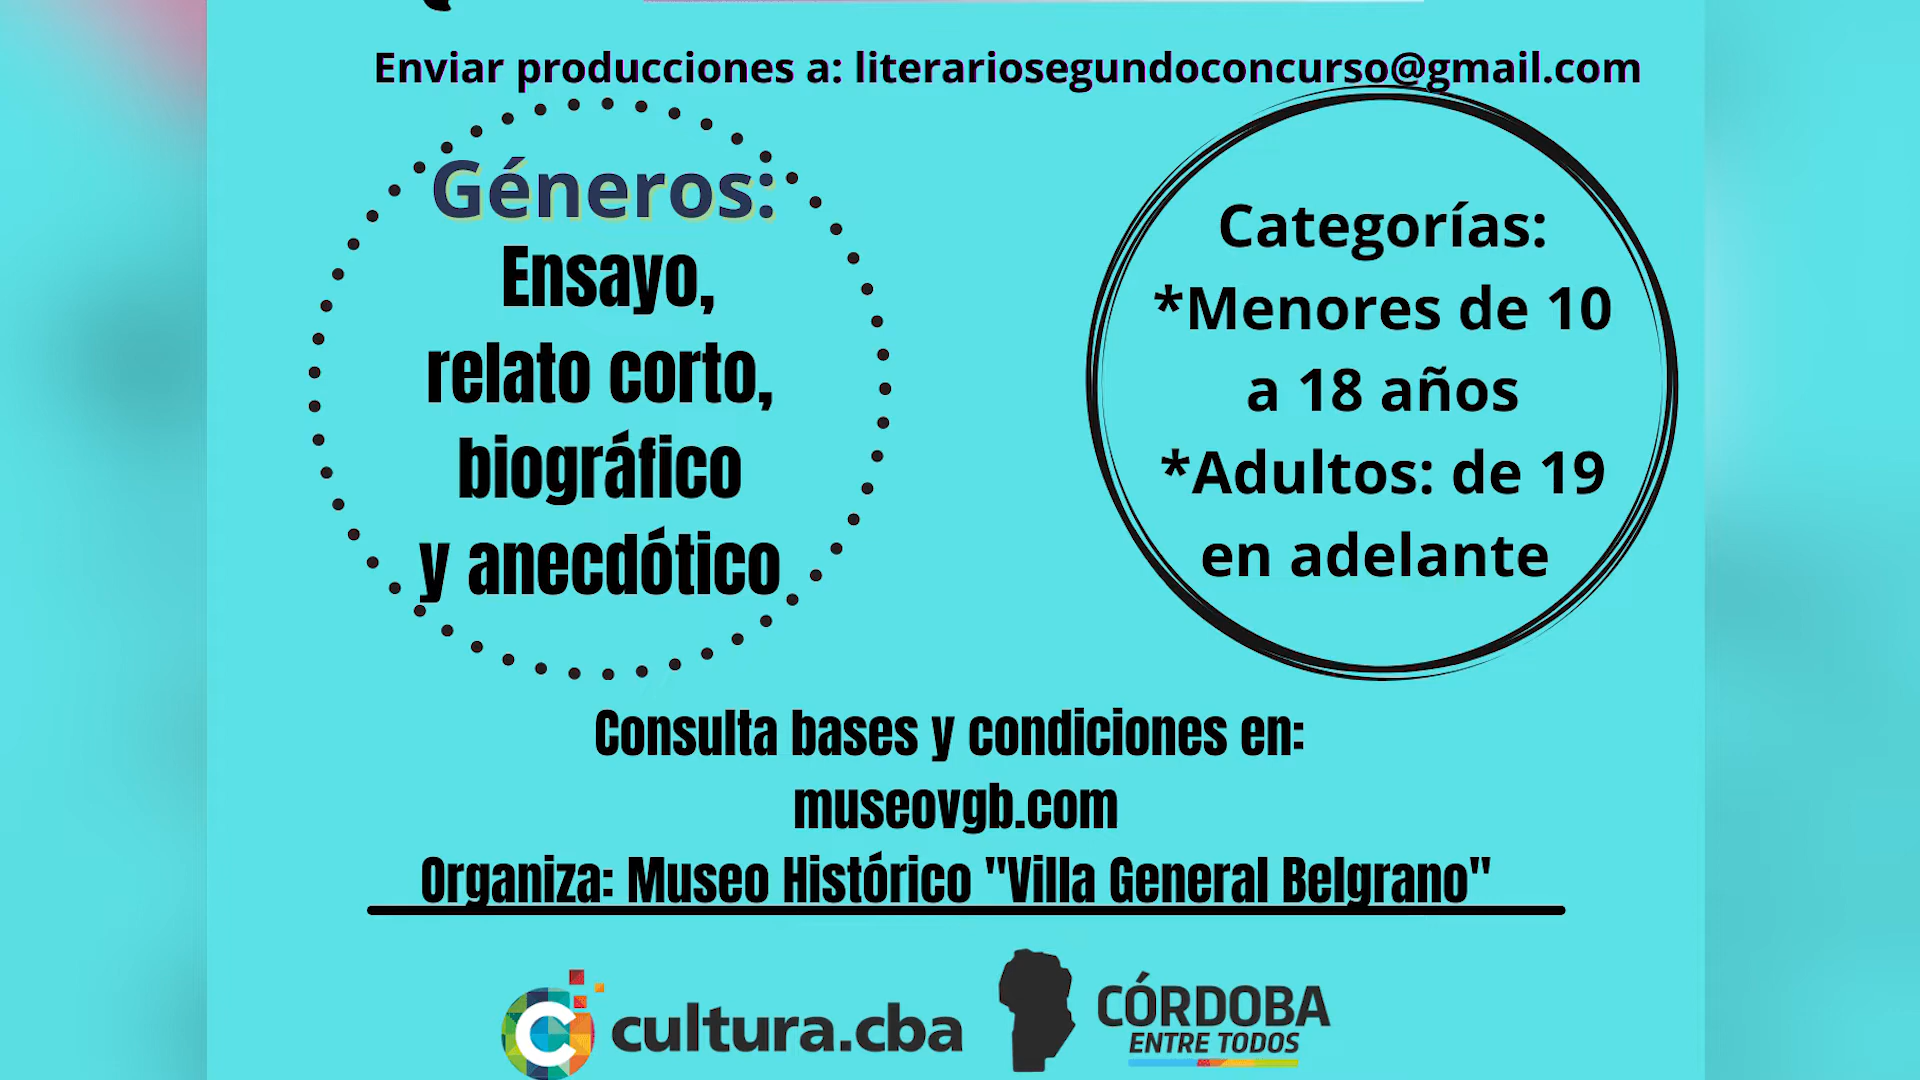 Enviar producciones a: literariosegundoconcurso@gmail.com
Géneros:
Ensayo,
relato corto,
biográfico
y anecdótico
Categorías:
*Menores de 10
a 18 años
*Adultos: de 19
en adelante
Consulta bases y condiciones en:
museovgb.com
Organiza: Museo Histórico "Villa General Belgrano"
cultura.cba
CÓRDOBA
ENTRE TODOS